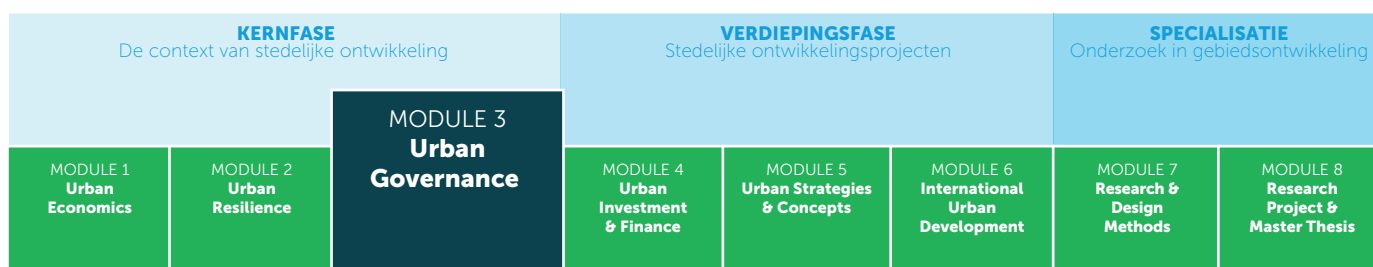 KERNFASE
De context van stedelijke ontwikkeling
VERDIEPINGSFASE
Stedelijke ontwikkelingsprojecten
SPECIALISATIE
Onderzoek in gebiedsontwikkeling
MODULE 1
Urban
Economics
MODULE 2
Urban
Resilience
MODULE 3
Urban
Governance
MODULE 4
Urban
Investment
& Finance
MODULE 5
Urban Strategies
& Concepts
MODULE 6
International
Urban
Development
MODULE 7
Research &
Design
Methods
MODULE 8
Research
Project &
Master Thesis